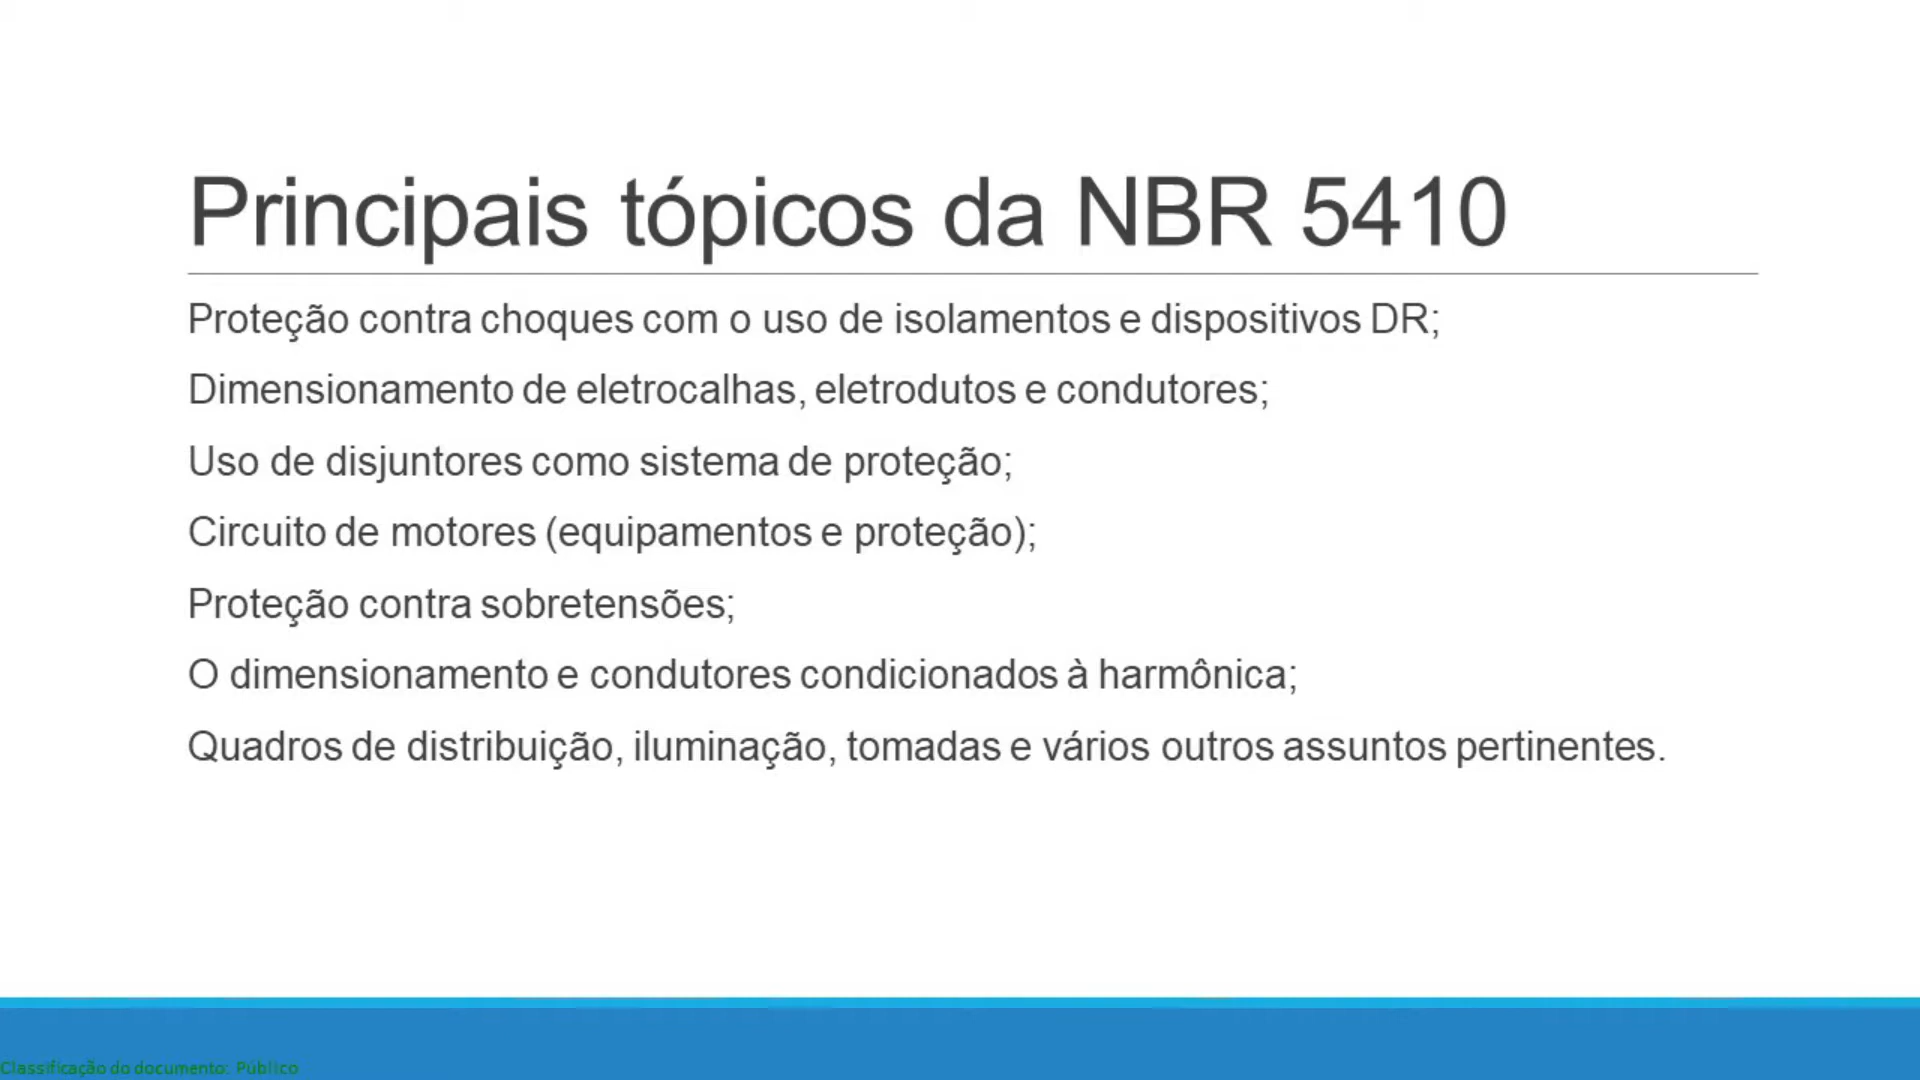 Principais tópicos da NBR 5410
Proteção contra choques com o uso de isolamentos e dispositivos DR;
Dimensionamento de eletrocalhas, eletrodutos e condutores;
Uso de disjuntores como sistema de proteção;
Circuito de motores (equipamentos e proteção);
Proteção contra sobretensões;
O dimensionamento e condutores condicionados à harmônica;
Quadros de distribuição, iluminação, tomadas e vários outros assuntos pertinentes.
Classificação do documento: Público